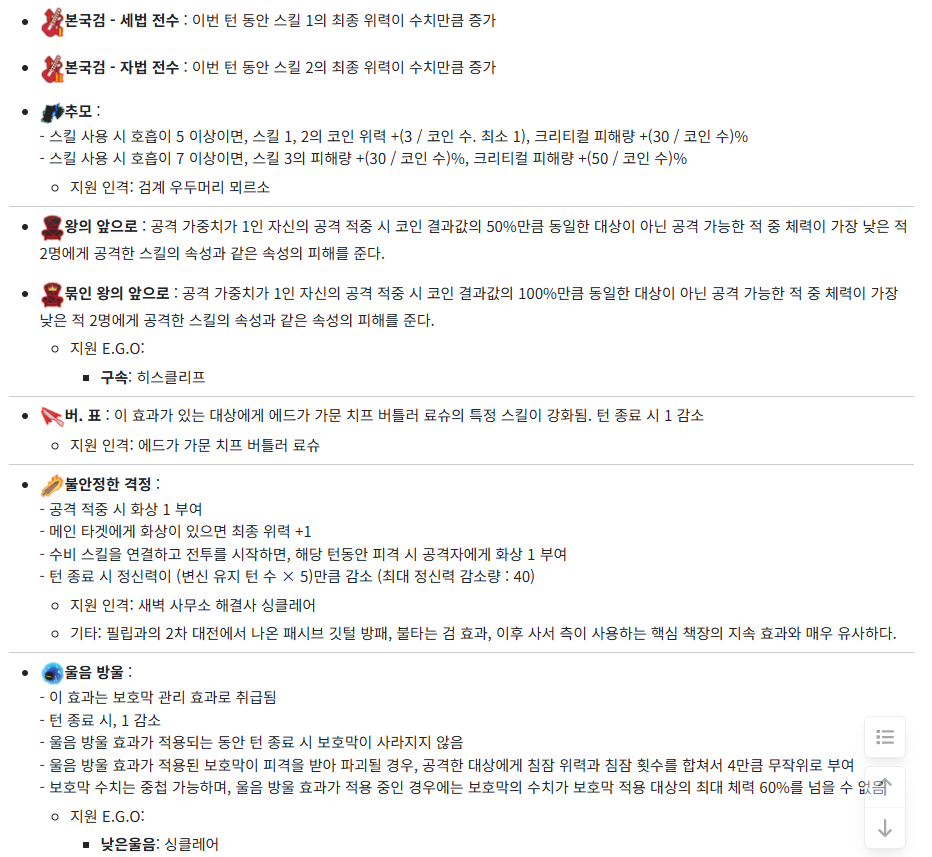 본국검 - 세법 전수 : 이번 턴 동안 스킬 1의 최종 위력이 수치만큼 증가
본국검 - 자법 전수 : 이번 턴 동안 스킬 2의 최종 위력이 수치만큼 증가
추모 :
- 스킬 사용 시 호흡이 5 이상이면, 스킬 1, 2의 코인 위력 +(3 / 코인 수. 최소 1), 크리티컬 피해량 +(30 / 코인 수)%
- 스킬 사용 시 호흡이 7 이상이면, 스킬 3의 피해량 +(30 / 코인 수)%, 크리티컬 피해량 +(50 / 코인 수)%
지원 인격: 검계 우두머리 뫼르소
왕의 앞으로 : 공격 가중치가 1인 자신의 공격 적중 시 코인 결과값의 50%만큼 동일한 대상이 아닌 공격 가능한 적 중 체력이 가장 낮은 적
2명에게 공격한 스킬의 속성과 같은 속성의 피해를 준다.
묶인 왕의 앞으로 : 공격 가중치가 1인 자신의 공격 적중 시 코인 결과값의 100%만큼 동일한 대상이 아닌 공격 가능한 적 중 체력이 가장
낮은 적 2명에게 공격한 스킬의 속성과 같은 속성의 피해를 준다.
지원 E.G.O:
구속: 히스클리프
버. 표 : 이 효과가 있는 대상에게 에드가 가문 치프 버틀러 료슈의 특정 스킬이 강화됨. 턴 종료 시 1 감소
지원 인격: 에드가 가문 치프 버틀러 료슈
불안정한 격정 :
- 공격 적중 시 화상 1 부여
- 메인 타겟에게 화상이 있으면 최종 위력 +1
- 수비 스킬을 연결하고 전투를 시작하면, 해당 턴동안 피격 시 공격자에게 화상 1 부여
- 턴 종료 시 정신력이 (변신 유지 턴 수 × 5)만큼 감소 (최대 정신력 감소량 : 40)
지원 인격: 새벽 사무소 해결사 싱클레어
기타: 필립과의 2차 대전에서 나온 패시브 깃털 방패, 불타는 검 효과, 이후 사서 측이 사용하는 핵심 책장의 지속 효과와 매우 유사하다.
울음 방울 :
- 이 효과는 보호막 관리 효과로 취급됨
- 턴 종료 시, 1 감소
- 울음 방울 효과가 적용되는 동안 턴 종료 시 보호막이 사라지지 않음
- 울음 방울 효과가 적용된 보호막이 피격을 받아 파괴될 경우, 공격한 대상에게 침잠 위력과 침잠 횟수를 합쳐서 4만큼 무작위로 부여
- 보호막 수치는 중첩 가능하며, 울음 방울 효과가 적용 중인 경우에는 보호막의 수치가 보호막 적용 대상의 최대 체력 60%를 넘을 수 없음
지원 E.G.O:
낮은울음: 싱클레어